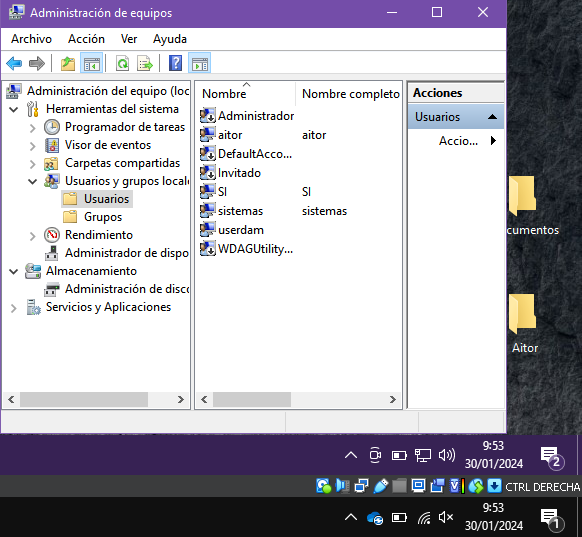 Administración de equipos
Archivo Acción Ver Ayuda
Administración del equipo (loc
Herramientas del sistema
Programador de tareas
Visor de eventos
Carpetas compartidas
Usuarios y grupos locale
Usuarios
Grupos
Rendimiento
Administrador de dispo
Almacenamiento
Administración de disco
Servicios y Aplicaciones
Nombre Nombre completo
Administrador
aitor aitor
DefaultAcco...
Invitado
SI SI
sistemas sistemas
userdam
WDAGUtility...
Acciones
Usuarios
Accio...
cumentos
Aitor
9:53
30/01/2024
2
CTRL DERECHA
9:53
30/01/2024
1